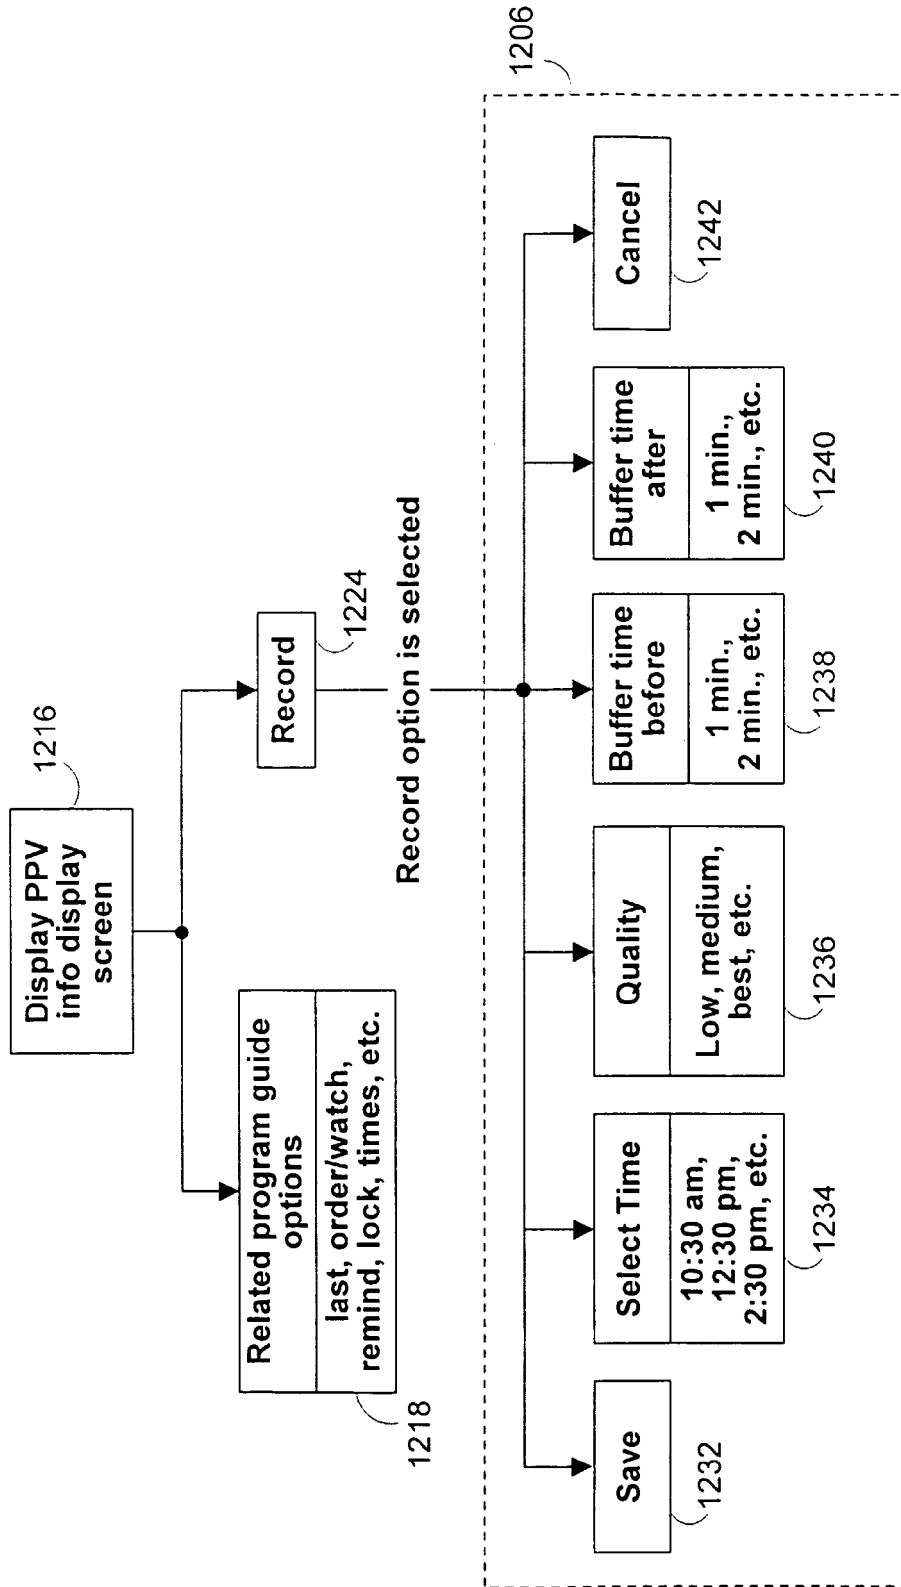 Display PPV
info display
screen
1216
Related program guide
options
last, order/watch,
remind, lock, times, etc.
1218
Record
1224
Record option is selected
1206
Save
1232
Select Time
10:30 am,
12:30 pm,
2:30 pm, etc.
1234
Quality
Low, medium,
best, etc.
1236
Buffer time
before
1 min.,
2 min., etc.
1238
Buffer time
after
1 min.,
2 min., etc.
1240
Cancel
1242